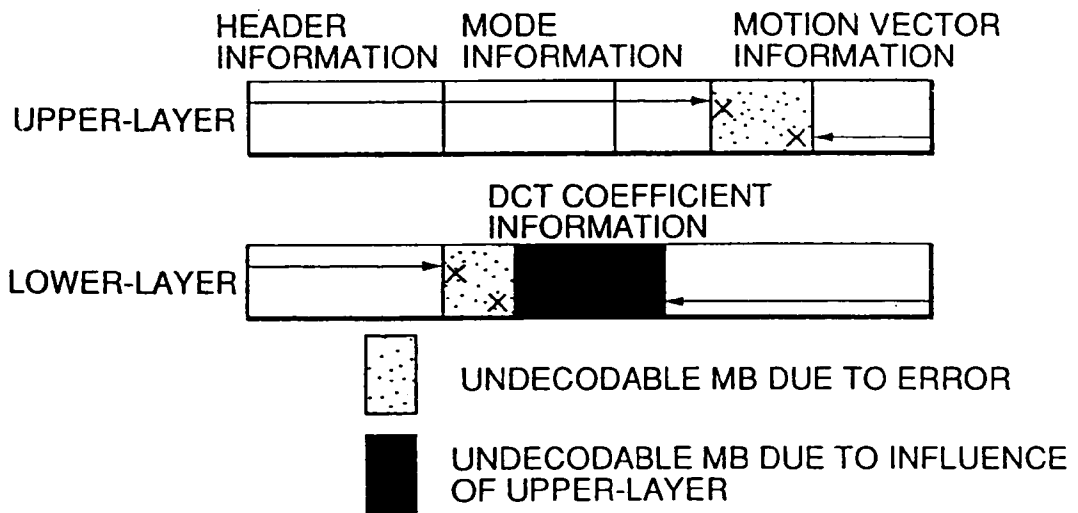 HEADER INFORMATION
MODE INFORMATION
MOTION VECTOR INFORMATION
UPPER-LAYER
DCT COEFFICIENT INFORMATION
LOWER-LAYER
UNDECODABLE MB DUE TO ERROR
UNDECODABLE MB DUE TO INFLUENCE
OF UPPER-LAYER